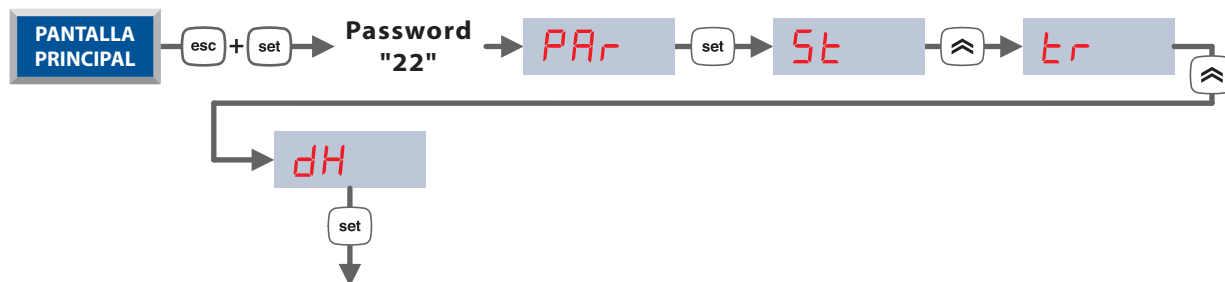 PANTALLA
PRINCIPAL
esc + set
Password
"22"
PAr
set
St
tr
dH
set